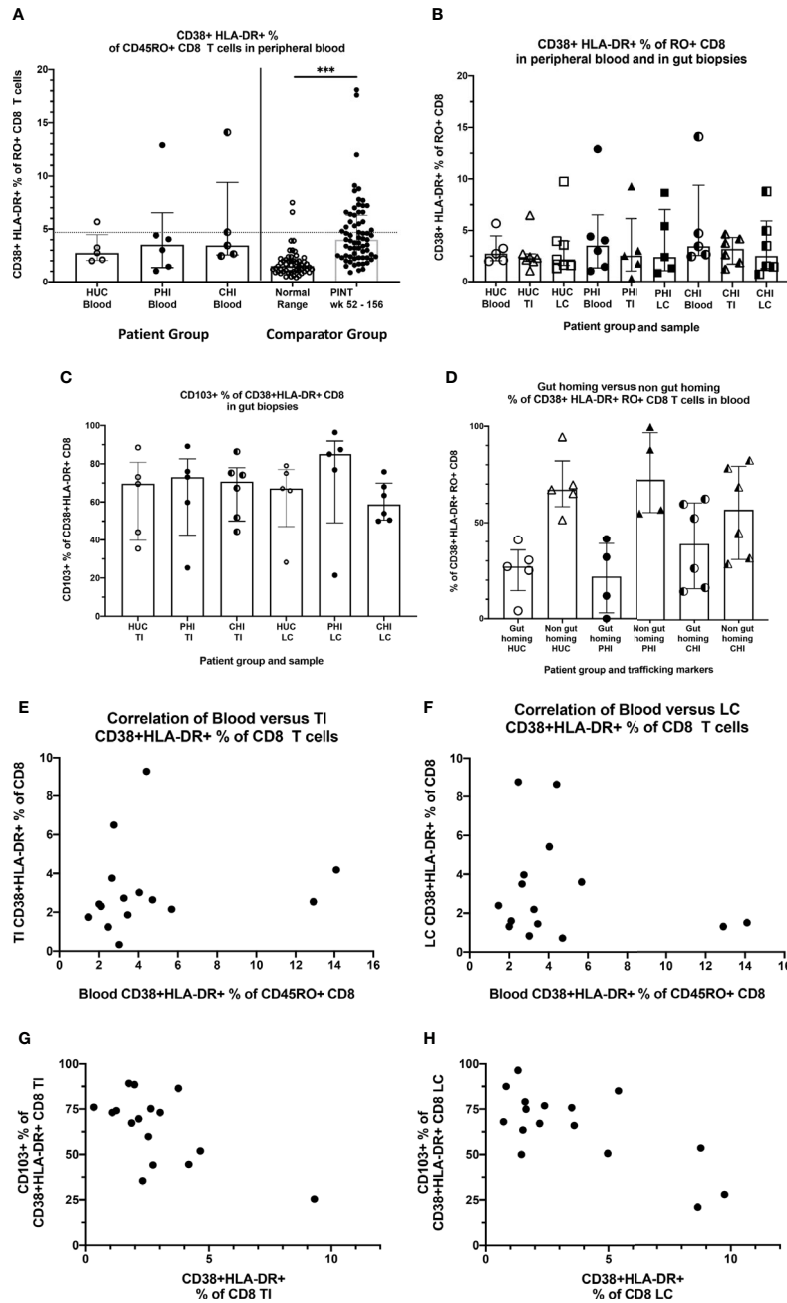 A
CD38+ HLA-DR+ %
of CD45RO+ CD8 T cells in peripheral blood
CD38+ HLA-DR+ % of RO+ CD8 T cells
20
15
10
5
0
***
HUC
Blood
PHI
Blood
CHI
Blood
Normal
Range
PINT
wk 52 - 156
Patient Group
Comparator Group
B
CD38+ HLA-DR+ % of RO+ CD8
in peripheral blood and in gut biopsies
CD38+ HLA-DR+ % of RO+ CD8
20
15
10
5
0
HUC
Blood
HUC
TI
HUC
LC
PHI
Blood
PHI
TI
PHI
LC
CHI
Blood
CHI
TI
CHI
LC
Patient group and sample
C
CD103+ % of CD38+HLA-DR+ CD8
in gut biopsies
CD103+ % of CD38+HLA-DR+ CD8
100
80
60
40
20
0
HUC
TI
PHI
TI
CHI
TI
HUC
LC
PHI
LC
CHI
LC
Patient group and sample
D
Gut homing versus non gut homing
% of CD38+ HLA-DR+ RO+ CD8 T cells in blood
% of CD38+HLA-DR+ RO+ CD8
100
50
0
Gut
homing
HUC
Non gut
homing
HUC
Gut
homing
PHI
Non gut
homing
PHI
Gut
homing
CHI
Non gut
homing
CHI
Patient group and trafficking markers
E
Correlation of Blood versus TI
CD38+HLA-DR+ % of CD8 T cells
TI CD38+HLA-DR+ % of CD8
10
8
6
4
2
0
0 2 4 6 8 10 12 14 16
Blood CD38+HLA-DR+ % of CD45RO+ CD8
F
Correlation of Blood versus LC
CD38+HLA-DR+ % of CD8 T cells
LC CD38+HLA-DR+ % of CD8
10
8
6
4
2
0
0 2 4 6 8 10 12 14 16
Blood CD38+HLA-DR+ % of CD45RO+ CD8
G
CD103+ % of
CD38+HLA-DR+ CD8 TI
100
75
50
25
0
0 5 10
CD38+HLA-DR+
% of CD8 TI
H
CD103+ % of
CD38+HLA-DR+ CD8 LC
100
75
50
25
0
0 5 10
CD38+HLA-DR+
% of CD8 LC